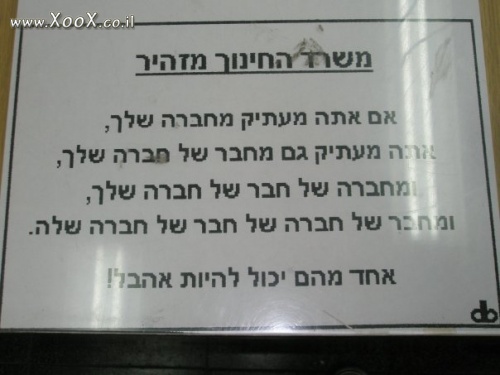 www.XooX.co.il
משרד החינוך מזהיר
אם אתה מעתיק מחברה שלך,
אתה מעתיק גם מחבר של חברה שלך,
ומחברה של חבר של חברה שלך,
ומחבר של חברה של חבר של חברה שלה.
אחד מהם יכול להיות אהבל!